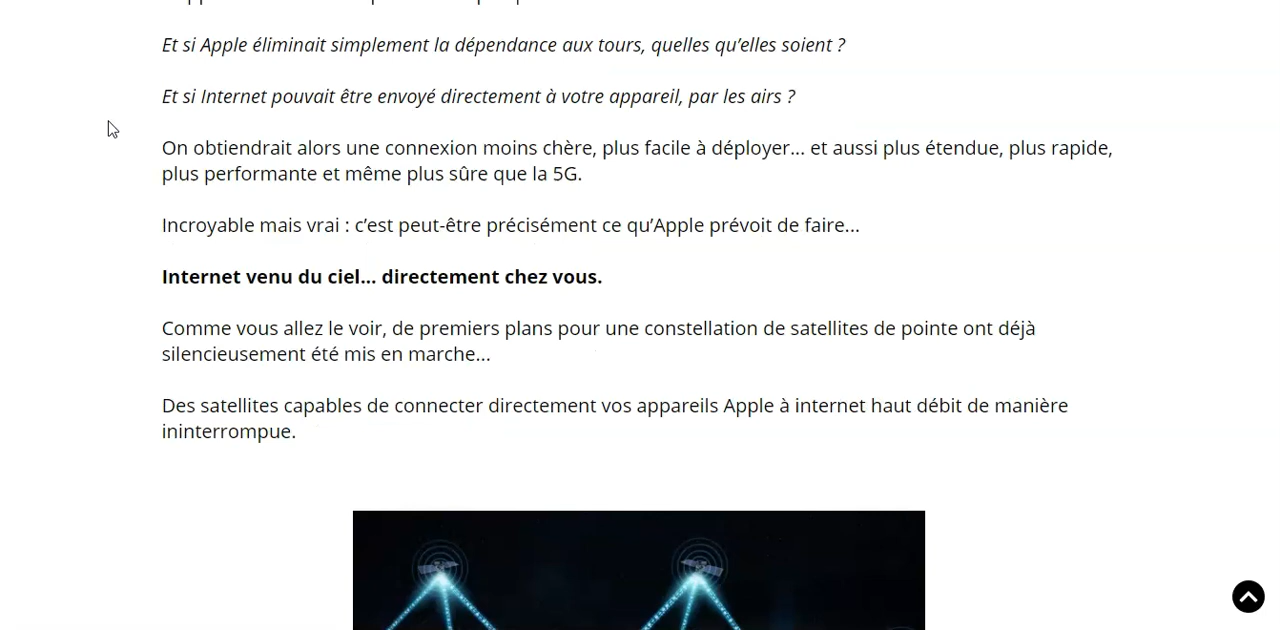 Et si Apple éliminait simplement la dépendance aux tours, quelles qu’elles soient ?
Et si Internet pouvait être envoyé directement à votre appareil, par les airs ?
On obtiendrait alors une connexion moins chère, plus facile à déployer... et aussi plus étendue, plus rapide,
plus performante et même plus sûre que la 5G.
Incroyable mais vrai : c’est peut-être précisément ce qu’Apple prévoit de faire...
Internet venu du ciel... directement chez vous.
Comme vous allez le voir, de premiers plans pour une constellation de satellites de pointe ont déjà
silencieusement été mis en marche...
Des satellites capables de connecter directement vos appareils Apple à internet haut débit de manière
ininterrompue.